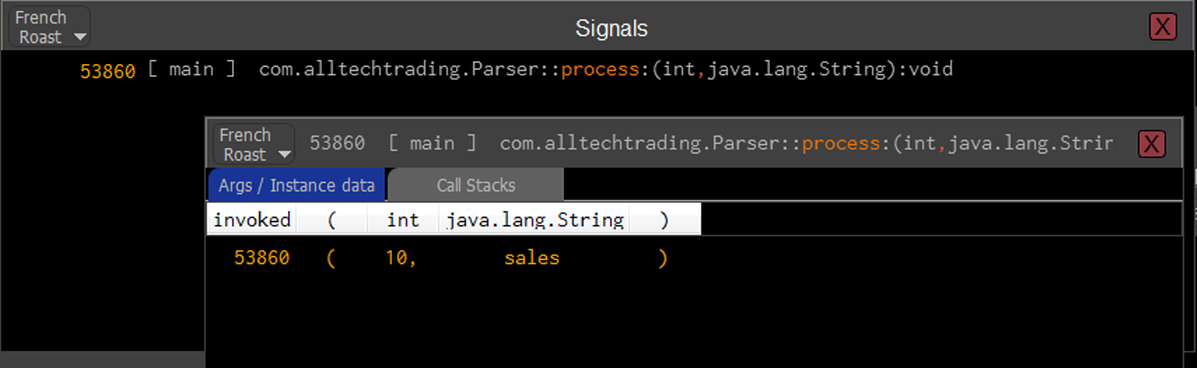 French Roast
Signals
X
53860 [ main ] com.alltechtrading.Parser::process:(int,java.lang.String):void
French Roast
53860 [ main ] com.alltechtrading.Parser::process:(int,java.lang.Strir
X
Args / Instance data
Call Stacks
invoked ( int java.lang.String )
53860 ( 10, sales )